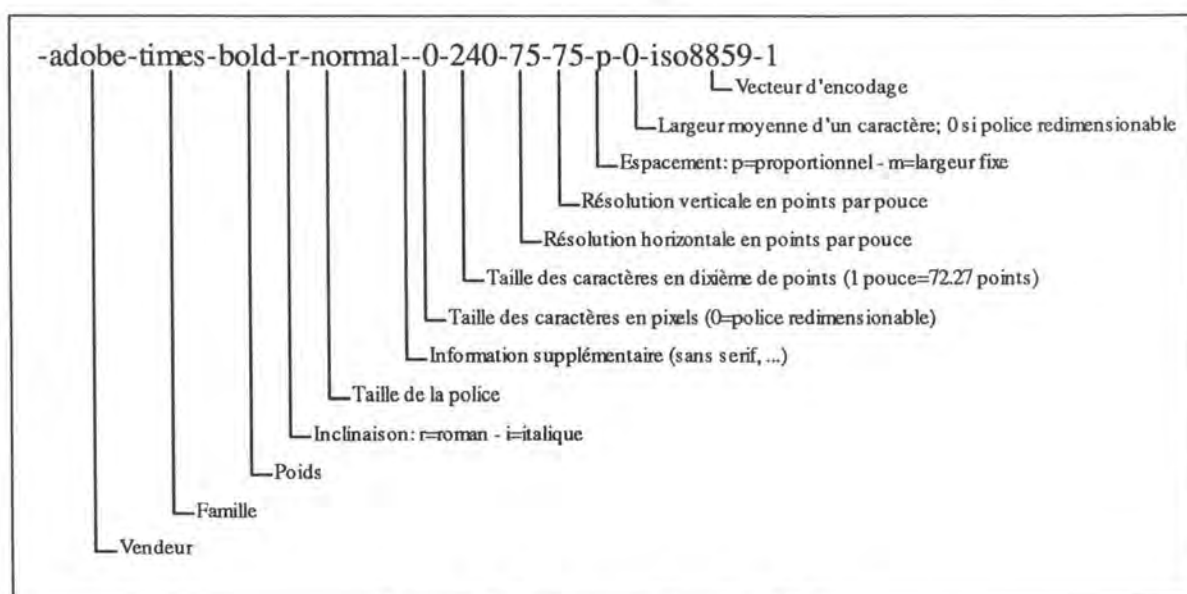 -adobe-times-bold-r-normal--0-240-75-75-p-0-iso8859-1
Vecteur d'encodage
Largeur moyenne d'un caractère; 0 si police redimensionable
Espacement: p=proportionnel - m=largeur fixe
Résolution verticale en points par pouce
Résolution horizontale en points par pouce
Taille des caractères en dixième de points (1 pouce=72.27 points)
Taille des caractères en pixels (0=police redimensionable)
Information supplémentaire (sans serif, ...)
Taille de la police
Inclinaison: r=roman - i=italique
Poids
Famille
Vendeur